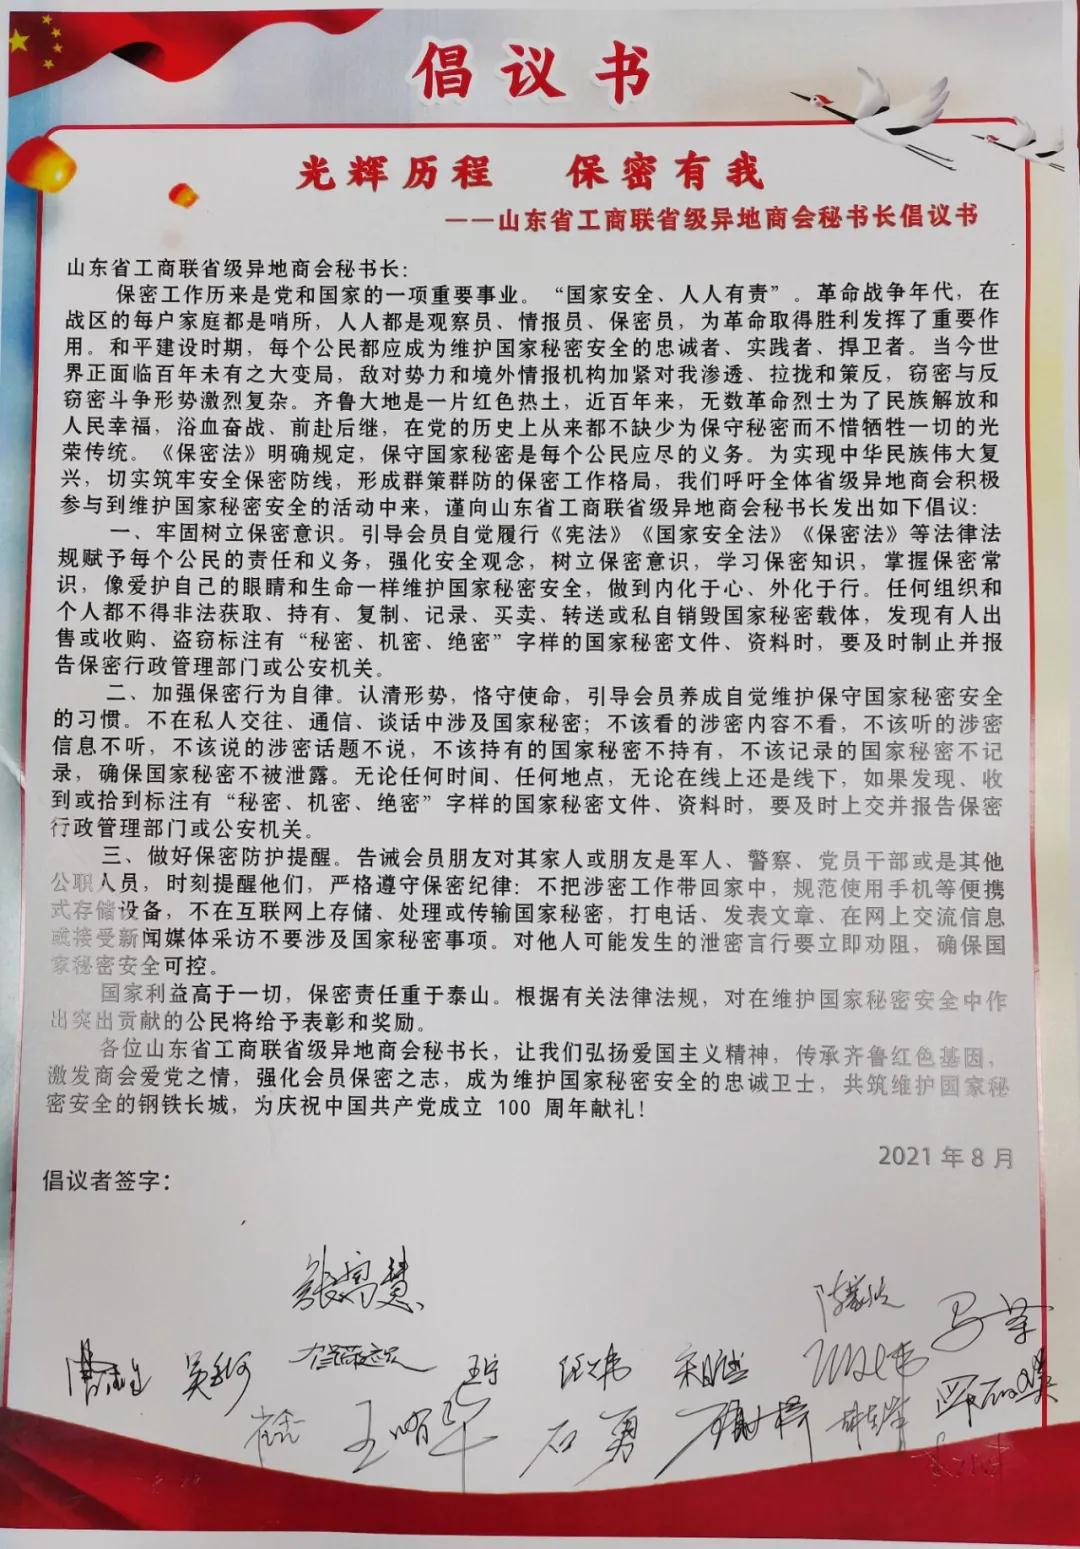 倡议书
光辉历程 保密有我
——山东省工商联省级异地商会秘书长倡议书
山东省工商联省级异地商会秘书长：
保密工作历来是党和国家的一项重要事业。“国家安全、人人有责”。革命战争年代，在
战区的每户家庭都是哨所，人人都是观察员、情报员、保密员，为革命取得胜利发挥了重要作
用。和平建设时期，每个公民都应成为维护国家秘密安全的忠诚者、实践者、捍卫者。当今世
界正面临百年未有之大变局，敌对势力和境外情报机构加紧对我渗透、拉拢和策反，窃密与反
窃密斗争形势激烈复杂。齐鲁大地是一片红色热土，近百年来，无数革命烈士为了民族解放和
人民幸福，浴血奋战、前赴后继，在党的历史上从来都不缺少为保守秘密而不惜牺牲一切的光
荣传统。《保密法》明确规定，保守国家秘密是每个公民应尽的义务。为实现中华民族伟大复
兴，切实筑牢安全保密防线，形成群策群防的保密工作格局，我们呼吁全体省级异地商会积极
参与到维护国家秘密安全的活动中来，谨向山东省工商联省级异地商会秘书长发出如下倡议：
一、牢固树立保密意识。引导会员自觉履行《宪法》《国家安全法》《保密法》等法律法
规赋予每个公民的责任和义务，强化安全观念，树立保密意识，学习保密知识，掌握保密常
识，像爱护自己的眼睛和生命一样维护国家秘密安全，做到内化于心、外化于行。任何组织和
个人都不得非法获取、持有、复制、记录、买卖、转送或私自销毁国家秘密载体，发现有人出
售或收购、盗窃标注有“秘密、机密、绝密”字样的国家秘密文件、资料时，要及时制止并报
告保密行政管理部门或公安机关。
二、加强保密行为自律。认清形势，恪守使命，引导会员养成自觉维护保守国家秘密安全
的习惯。不在私人交往、通信、谈话中涉及国家秘密；不该看的涉密内容不看，不该听的涉密
信息不听，不该说的涉密话题不说，不该持有的国家秘密不持有，不该记录的国家秘密不记
录，确保国家秘密不被泄露。无论任何时间、任何地点，无论在线上还是线下，如果发现、收
到或拾到标注有“秘密、机密、绝密”字样的国家秘密文件、资料时，要及时上交并报告保密
行政管理部门或公安机关。
三、做好保密防护提醒。告诫会员朋友对其家人或朋友是军人、警察、党员干部或是其他
公职人员，时刻提醒他们，严格遵守保密纪律：不把涉密工作带回家中，规范使用手机等便携
式存储设备，不在互联网上存储、处理或传输国家秘密，打电话、发表文章、在网上交流信息
或接受新闻媒体采访不要涉及国家秘密事项。对他人可能发生的泄密言行要立即劝阻，确保国
家秘密安全可控。
国家利益高于一切，保密责任重于泰山。根据有关法律法规，对在维护国家秘密安全中作
出突出贡献的公民将给予表彰和奖励。
各位山东省工商联省级异地商会秘书长，让我们弘扬爱国主义精神，传承齐鲁红色基因，
激发商会爱党之情，强化会员保密之志，成为维护国家秘密安全的忠诚卫士，共筑维护国家秘
密安全的钢铁长城，为庆祝中国共产党成立 100 周年献礼！
2021 年 8 月
倡议者签字：
张富慧
王宁
石勇